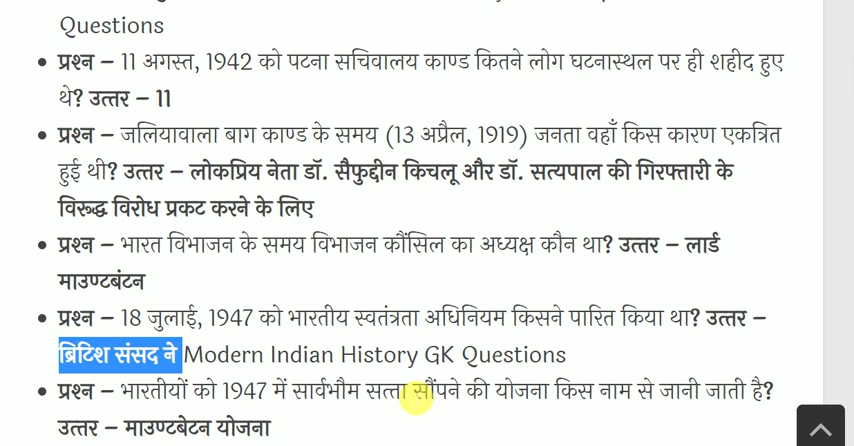 Questions
प्रश्न – 11 अगस्त, 1942 को पटना सचिवालय काण्ड कितने लोग घटनास्थल पर ही शहीद हुए
थे? उत्तर – 11
प्रश्न – जलियावाला बाग काण्ड के समय (13 अप्रैल, 1919) जनता वहाँ किस कारण एकत्रित
हुई थी? उत्तर – लोकप्रिय नेता डॉ. सैफुद्दीन किचलू और डॉ. सत्यपाल की गिरफ्तारी के
विरूद्ध विरोध प्रकट करने के लिए
प्रश्न – भारत विभाजन के समय विभाजन कौंसिल का अध्यक्ष कौन था? उत्तर – लार्ड
माउण्टबंटन
प्रश्न – 18 जुलाई, 1947 को भारतीय स्वतंत्रता अधिनियम किसने पारित किया था? उत्तर –
ब्रिटिश संसद ने Modern Indian History GK Questions
प्रश्न – भारतीयों को 1947 में सार्वभौम सत्ता सौंपने की योजना किस नाम से जानी जाती है?
उत्तर – माउण्टबेटन योजना